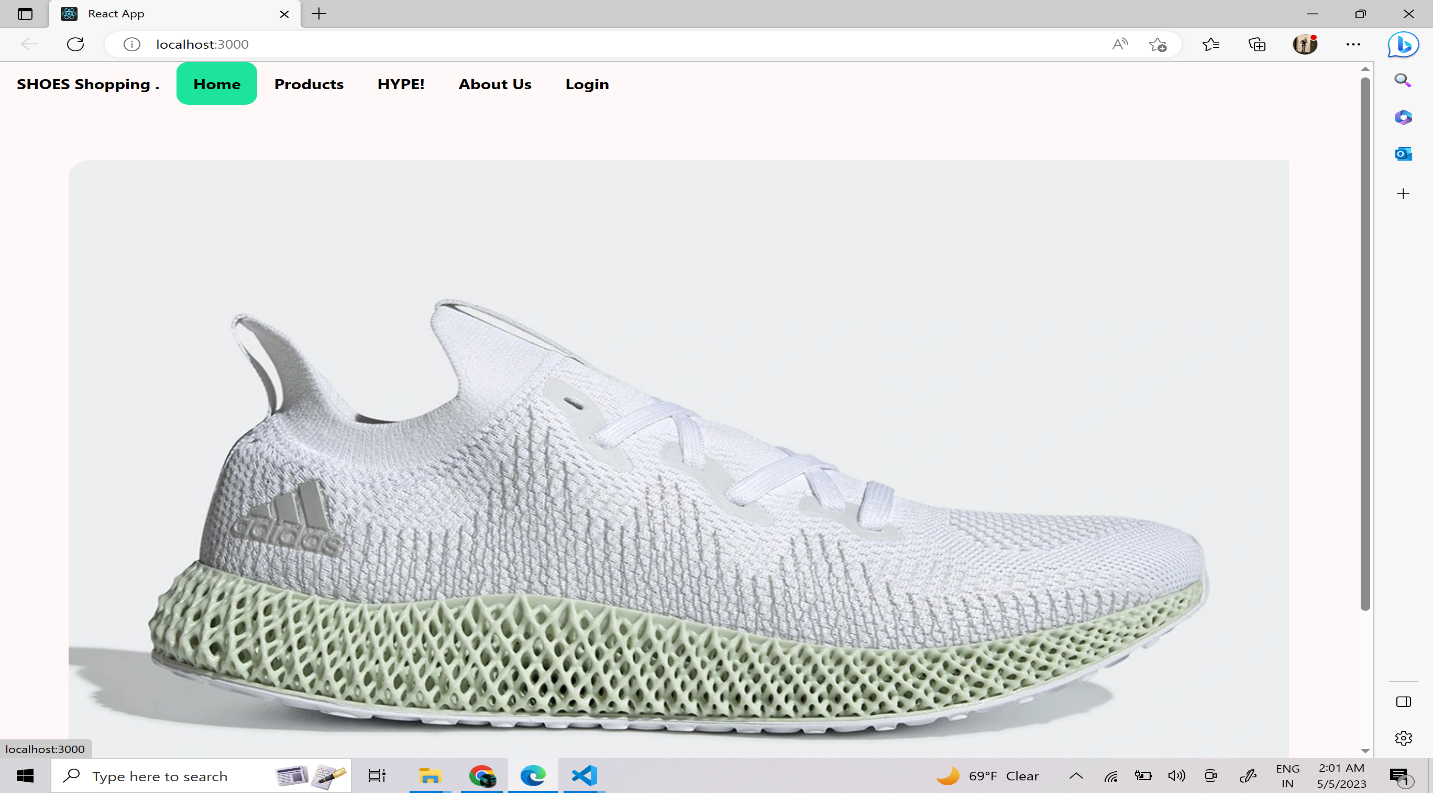 React App
localhost:3000
SHOES Shopping . Home Products HYPE! About Us Login
adidas
localhost:3000
Type here to search
69°F Clear
ENG
IN
2:01 AM
5/5/2023
1